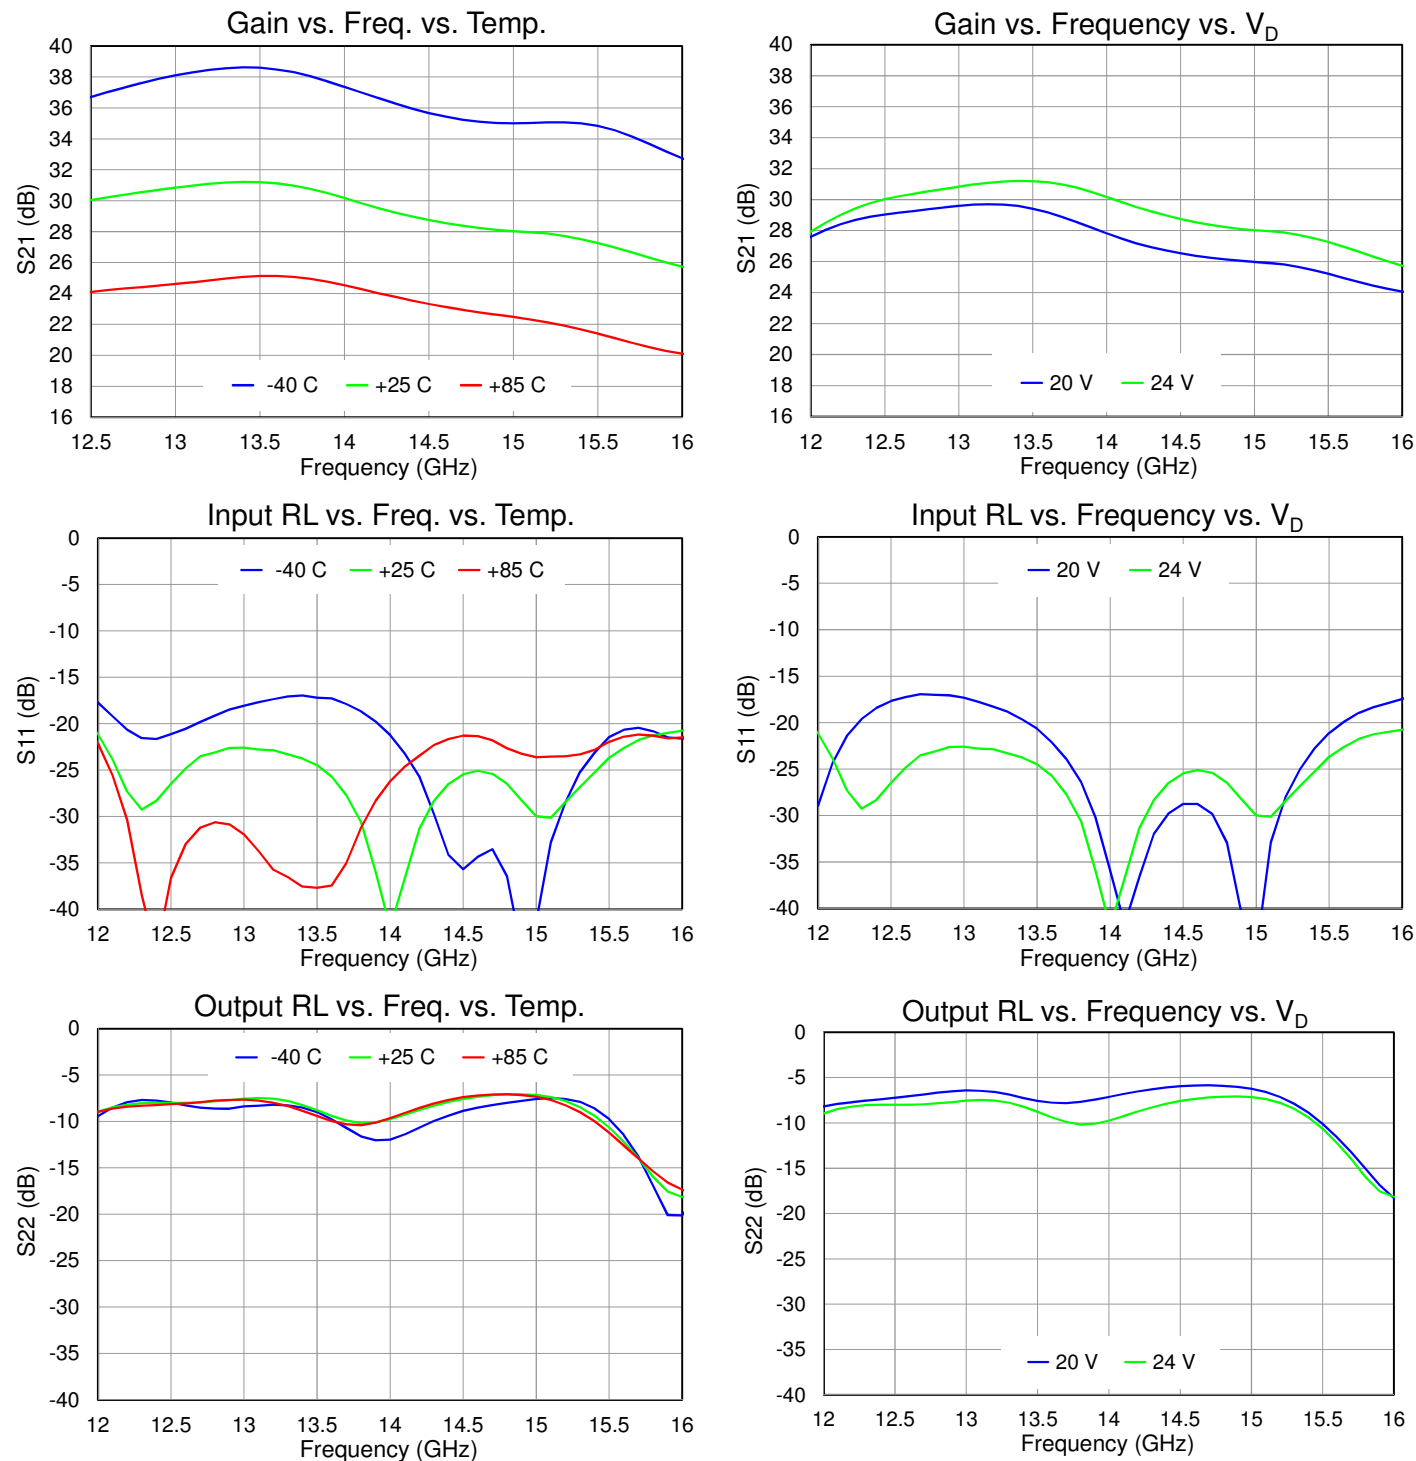 Gain vs. Freq. vs. Temp.
40
38
36
34
32
30
28
26
24
22
20
18
16
S21 (dB)
-40 C +25 C +85 C
12.5 13 13.5 14 14.5 15 15.5 16
Frequency (GHz)
Gain vs. Frequency vs. V_D
40
38
36
34
32
30
28
26
24
22
20
18
16
S21 (dB)
20 V 24 V
12 12.5 13 13.5 14 14.5 15 15.5 16
Frequency (GHz)
Input RL vs. Freq. vs. Temp.
0
-5
-10
-15
-20
-25
-30
-35
-40
S11 (dB)
-40 C +25 C +85 C
12 12.5 13 13.5 14 14.5 15 15.5 16
Frequency (GHz)
Input RL vs. Frequency vs. V_D
0
-5
-10
-15
-20
-25
-30
-35
-40
S11 (dB)
20 V 24 V
12 12.5 13 13.5 14 14.5 15 15.5 16
Frequency (GHz)
Output RL vs. Freq. vs. Temp.
0
-5
-10
-15
-20
-25
-30
-35
-40
S22 (dB)
-40 C +25 C +85 C
12 12.5 13 13.5 14 14.5 15 15.5 16
Frequency (GHz)
Output RL vs. Frequency vs. V_D
0
-5
-10
-15
-20
-25
-30
-35
-40
S22 (dB)
20 V 24 V
12 12.5 13 13.5 14 14.5 15 15.5 16
Frequency (GHz)